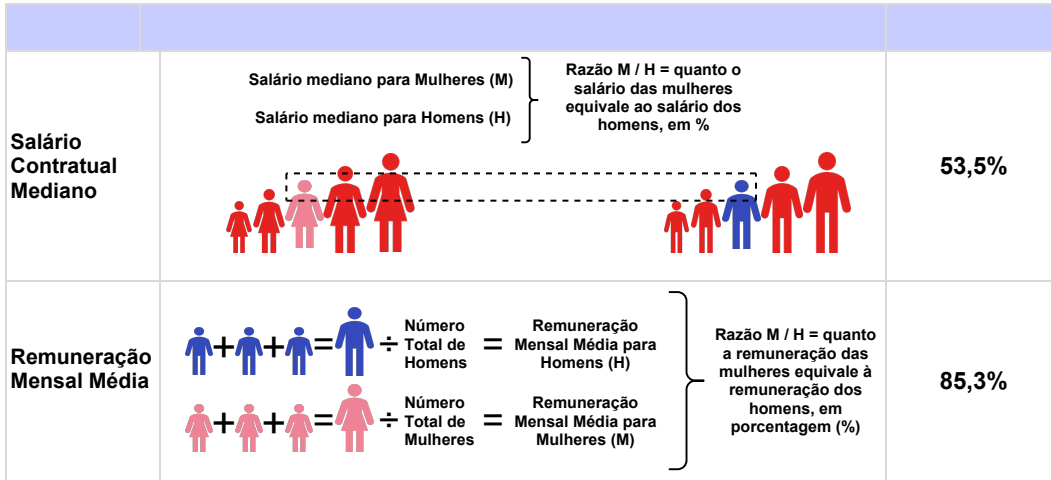 Salário mediano para Mulheres (M)
Salário mediano para Homens (H)
Razão M / H = quanto o
salário das mulheres
equivale ao salário dos
homens, em %
Salário
Contratual
Mediano
53,5%
Remuneração
Mensal Média
+ + = ÷
Número
Total de
Homens
=
Remuneração
Mensal Média para
Homens (H)
+ + = ÷
Número
Total de
Mulheres
=
Remuneração
Mensal Média para
Mulheres (M)
Razão M / H = quanto
a remuneração das
mulheres equivale à
remuneração dos
homens, em
porcentagem (%)
85,3%